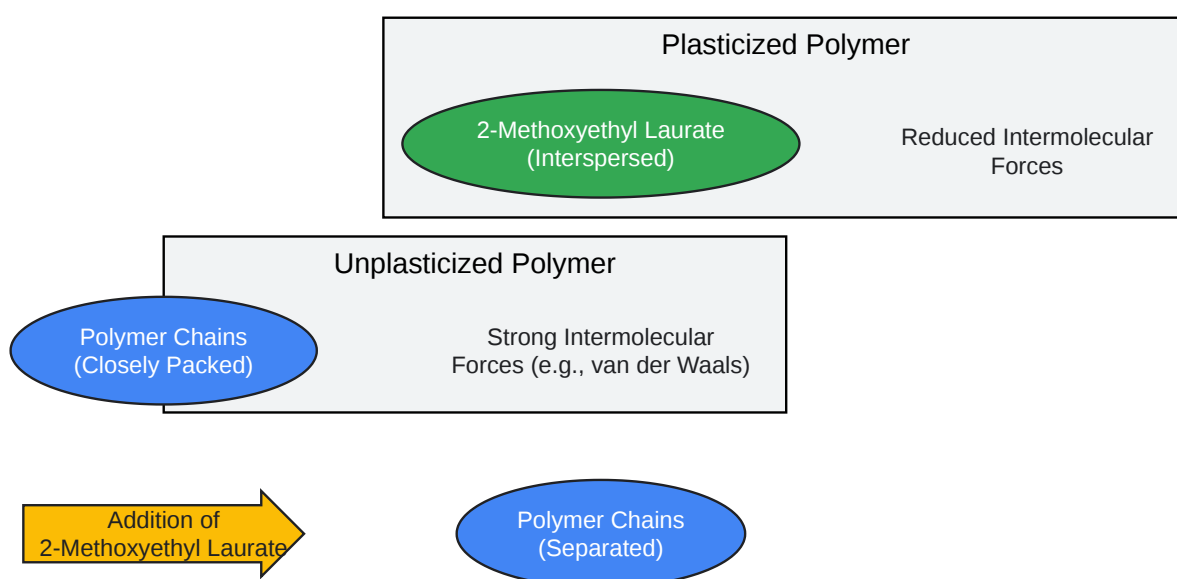 Plasticized Polymer
2-Methoxyethyl Laurate
(Interspersed)
Reduced Intermolecular
Forces
Unplasticized Polymer
Polymer Chains
(Closely Packed)
Strong Intermolecular
Forces (e.g., van der Waals)
Addition of
2-Methoxyethyl Laurate
Polymer Chains
(Separated)